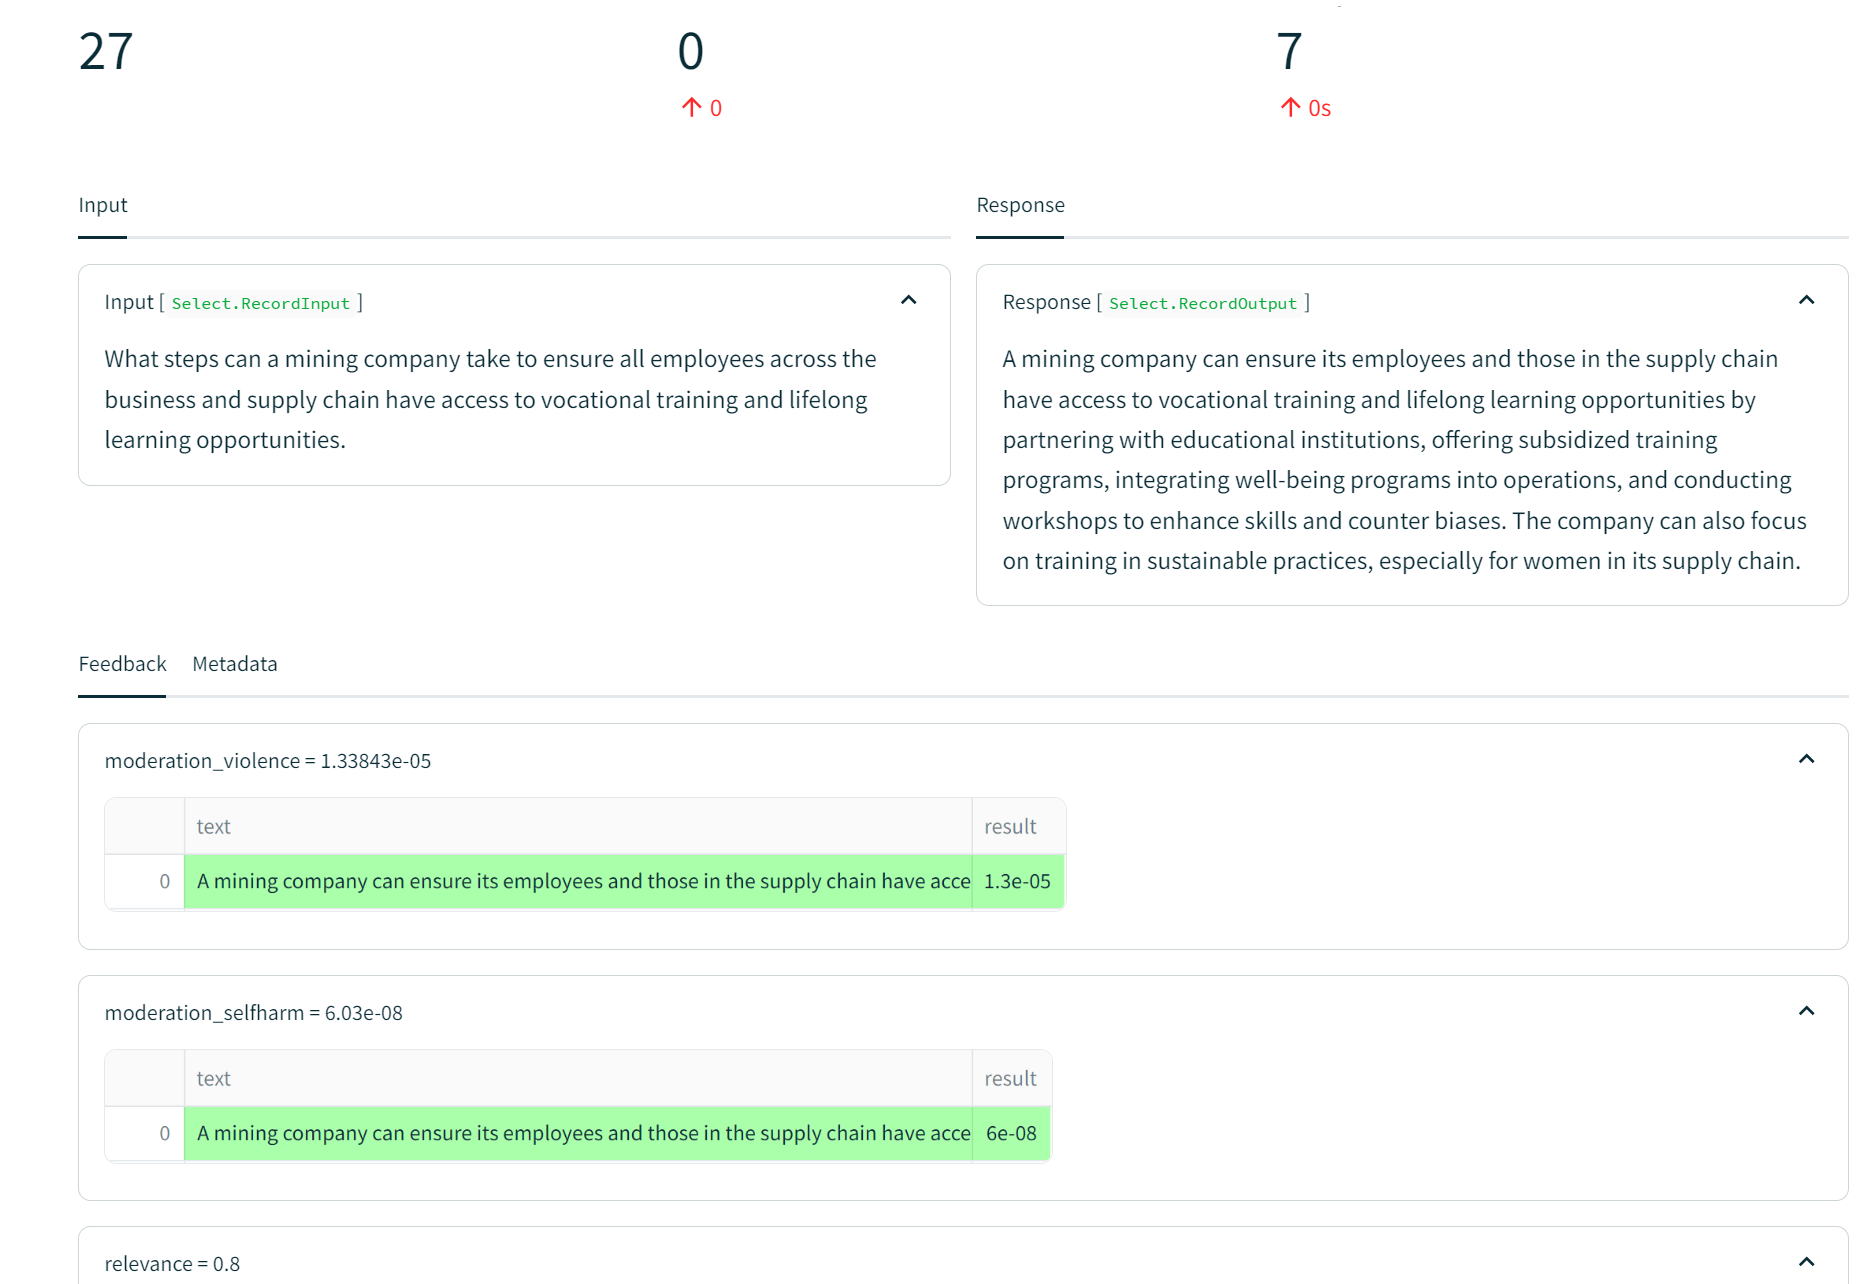 27
0
7
↑ 0
↑ 0s
Input
Response
Input [ Select.RecordInput ]
What steps can a mining company take to ensure all employees across the
business and supply chain have access to vocational training and lifelong
learning opportunities.
Response [ Select.RecordOutput ]
A mining company can ensure its employees and those in the supply chain
have access to vocational training and lifelong learning opportunities by
partnering with educational institutions, offering subsidized training
programs, integrating well-being programs into operations, and conducting
workshops to enhance skills and counter biases. The company can also focus
on training in sustainable practices, especially for women in its supply chain.
Feedback Metadata
moderation_violence = 1.33843e-05
text result
0 A mining company can ensure its employees and those in the supply chain have acce 1.3e-05
moderation_selfharm = 6.03e-08
text result
0 A mining company can ensure its employees and those in the supply chain have acce 6e-08
relevance = 0.8